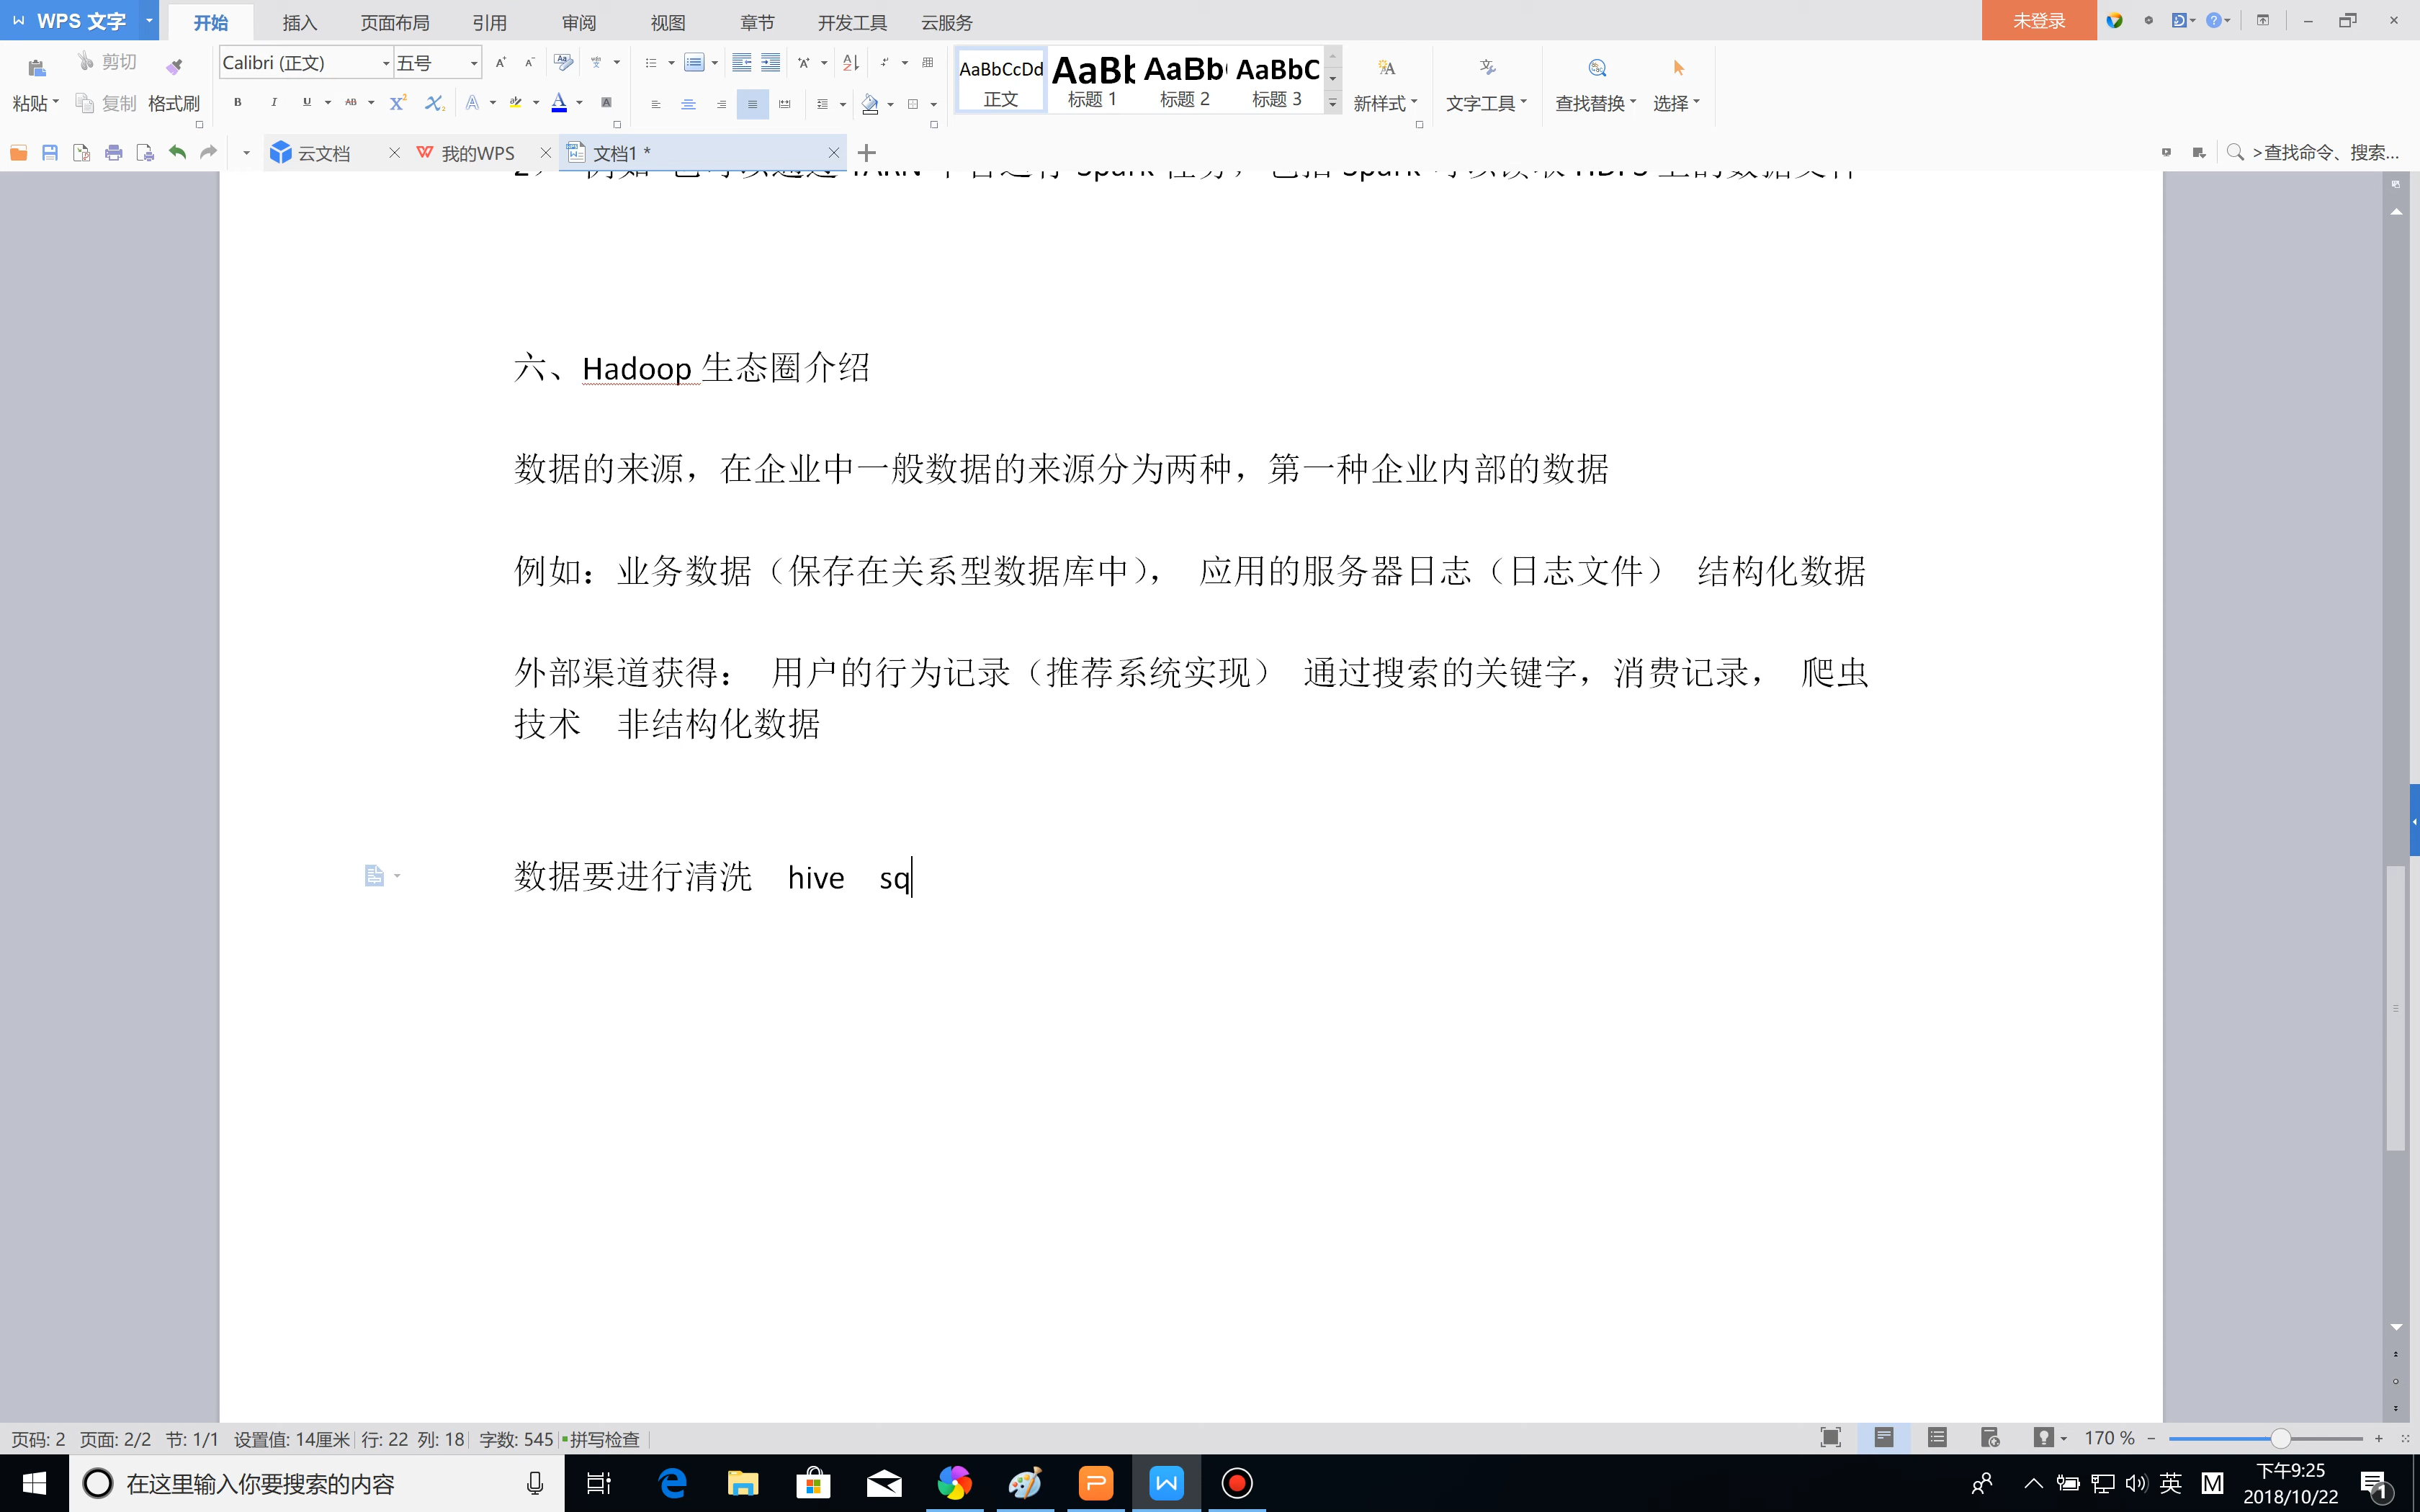 WPS 文字
开始 插入 页面布局 引用 审阅 视图 章节 开发工具 云服务 未登录
剪切 Calibri (正文) 五号
粘贴 复制 格式刷
AaBbCcDd AaBb AaBb AaBbC
正文 标题 1 标题 2 标题 3 新样式 文字工具 查找替换 选择
云文档 我的WPS 文档1 * >查找命令、搜索...
六、Hadoop 生态圈介绍
数据的来源，在企业中一般数据的来源分为两种，第一种企业内部的数据
例如：业务数据（保存在关系型数据库中）， 应用的服务器日志（日志文件） 结构化数据
外部渠道获得： 用户的行为记录（推荐系统实现） 通过搜索的关键字，消费记录， 爬虫
技术 非结构化数据
数据要进行清洗 hive sq
页码: 2 页面: 2/2 节: 1/1 设置值: 14厘米 行: 22 列: 18 字数: 545 拼写检查 170 %
在这里输入你要搜索的内容 英 M 下午9:25
2018/10/22 1